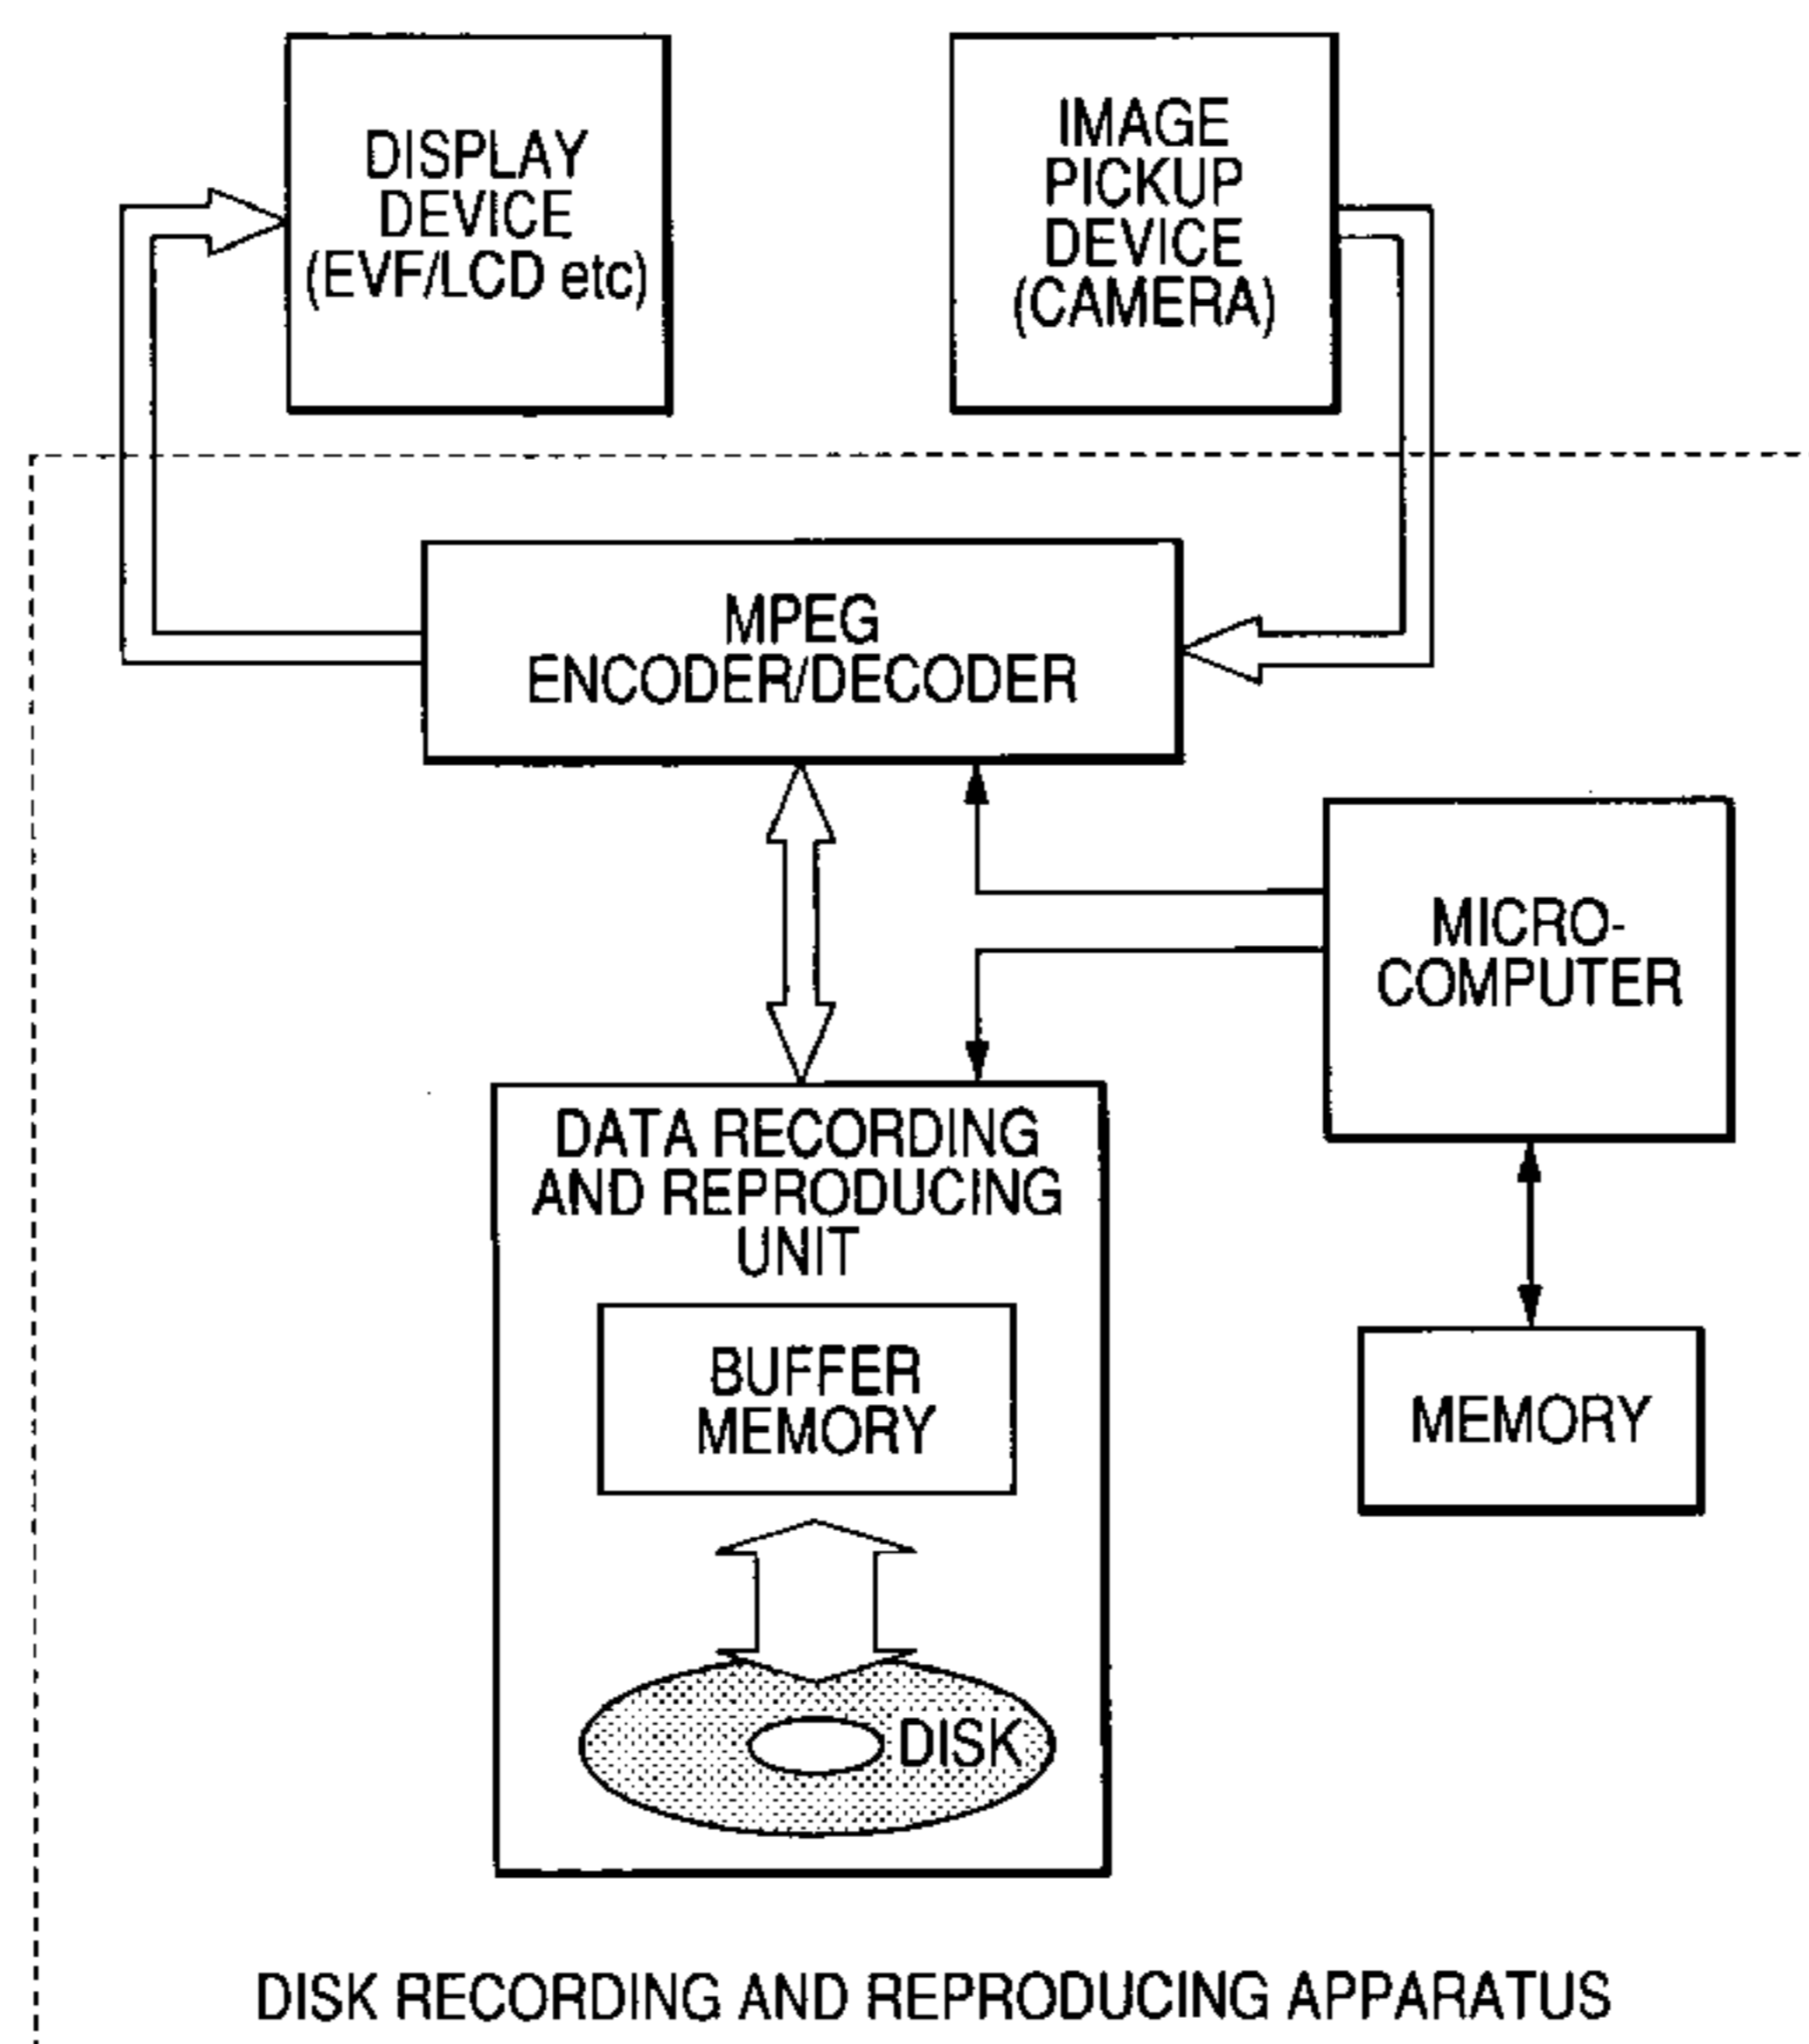 DISPLAY
DEVICE
(EVF/LCD etc)
IMAGE
PICKUP
DEVICE
(CAMERA)
MPEG
ENCODER/DECODER
MICRO-
COMPUTER
DATA RECORDING
AND REPRODUCING
UNIT
BUFFER
MEMORY
MEMORY
DISK
DISK RECORDING AND REPRODUCING APPARATUS